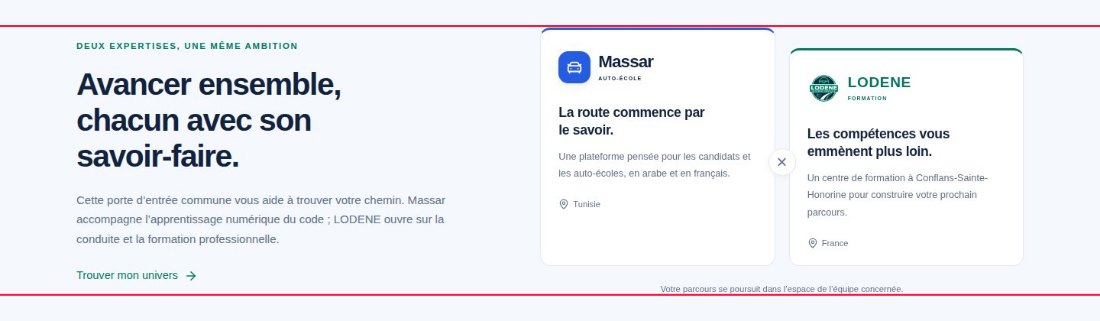 DEUX EXPERTISES, UNE MÊME AMBITION
Avancer ensemble,
chacun avec son
savoir-faire.
Cette porte d’entrée commune vous aide à trouver votre chemin. Massar
accompagne l’apprentissage numérique du code ; LODENE ouvre sur la
conduite et la formation professionnelle.
Trouver mon univers
Massar
AUTO-ÉCOLE
La route commence par
le savoir.
Une plateforme pensée pour les candidats et
les auto-écoles, en arabe et en français.
Tunisie
LODENE
LODENE
FORMATION
Les compétences vous
emmènent plus loin.
Un centre de formation à Conflans-Sainte-
Honorine pour construire votre prochain
parcours.
France
Votre parcours se poursuit dans l’espace de l’équipe concernée.